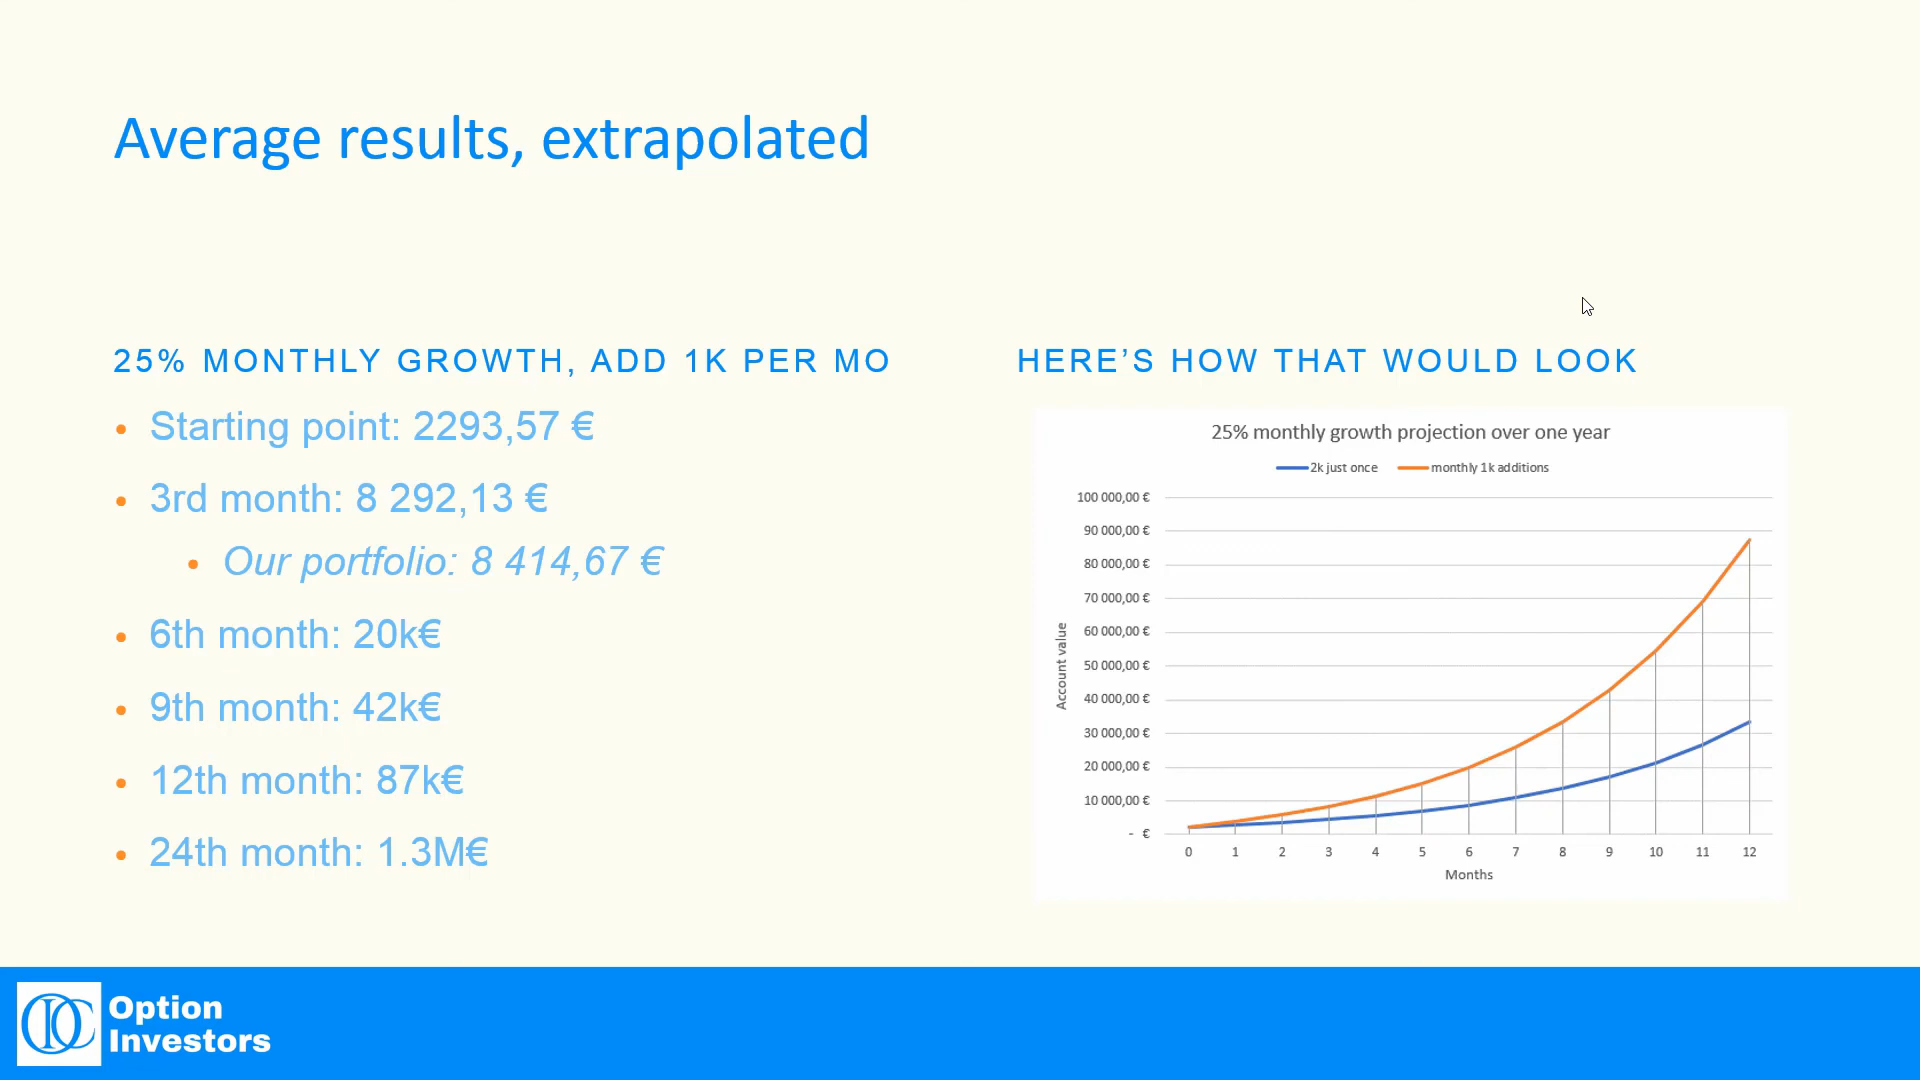 Average results, extrapolated
25% MONTHLY GROWTH, ADD 1K PER MO
Starting point: 2293,57 €
3rd month: 8 292,13 €
Our portfolio: 8 414,67 €
6th month: 20k€
9th month: 42k€
12th month: 87k€
24th month: 1.3M€
HERE’S HOW THAT WOULD LOOK
25% monthly growth projection over one year
2k just once monthly 1k additions
100 000,00 €
90 000,00 €
80 000,00 €
70 000,00 €
60 000,00 €
50 000,00 €
40 000,00 €
30 000,00 €
20 000,00 €
10 000,00 €
- €
Account value
0 1 2 3 4 5 6 7 8 9 10 11 12
Months
OC
Option
Investors